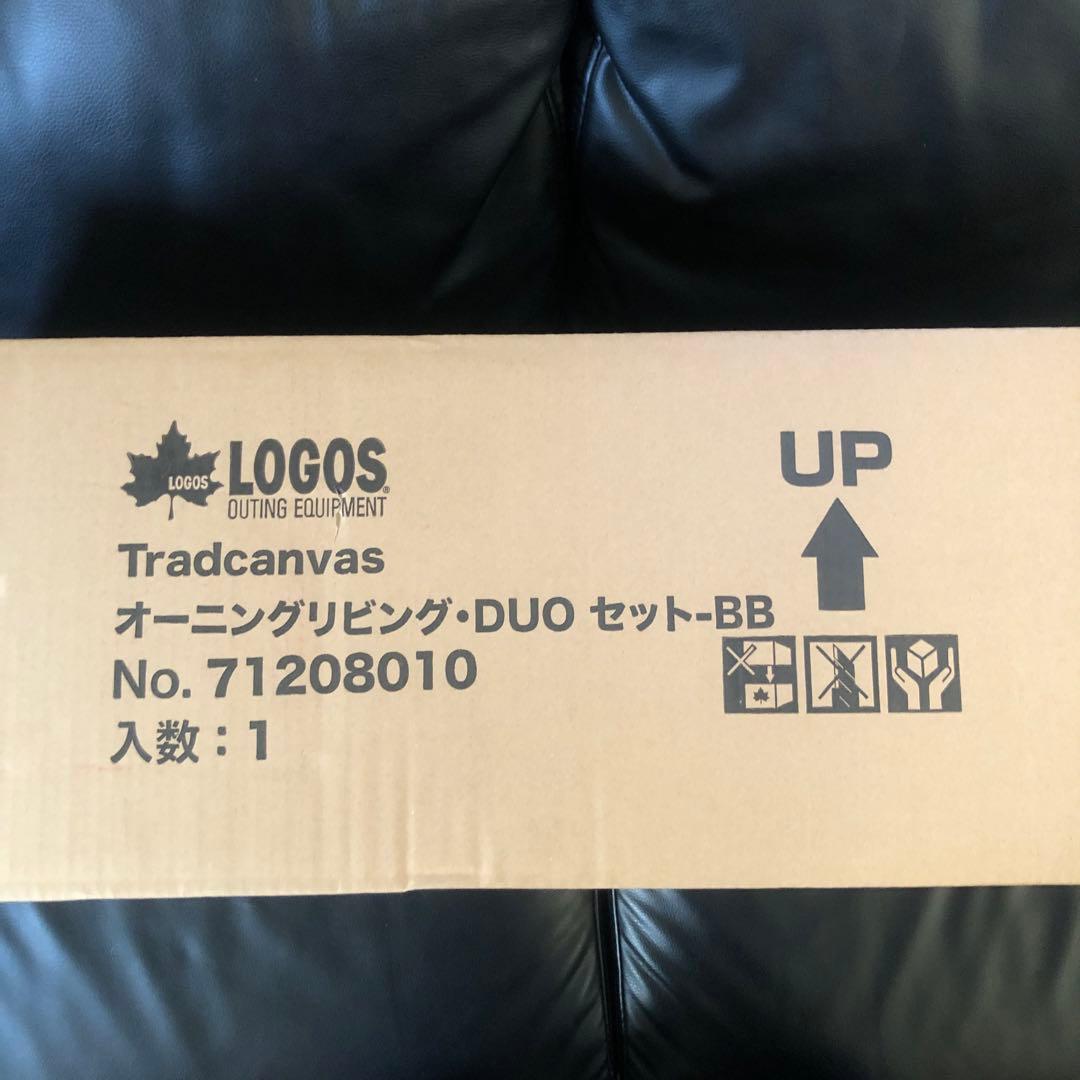 LOGOS
LOGOS®
OUTING EQUIPMENT
Tradcanvas
オーニングリビング・DUO セット-BB
No. 71208010
入数：1
UP